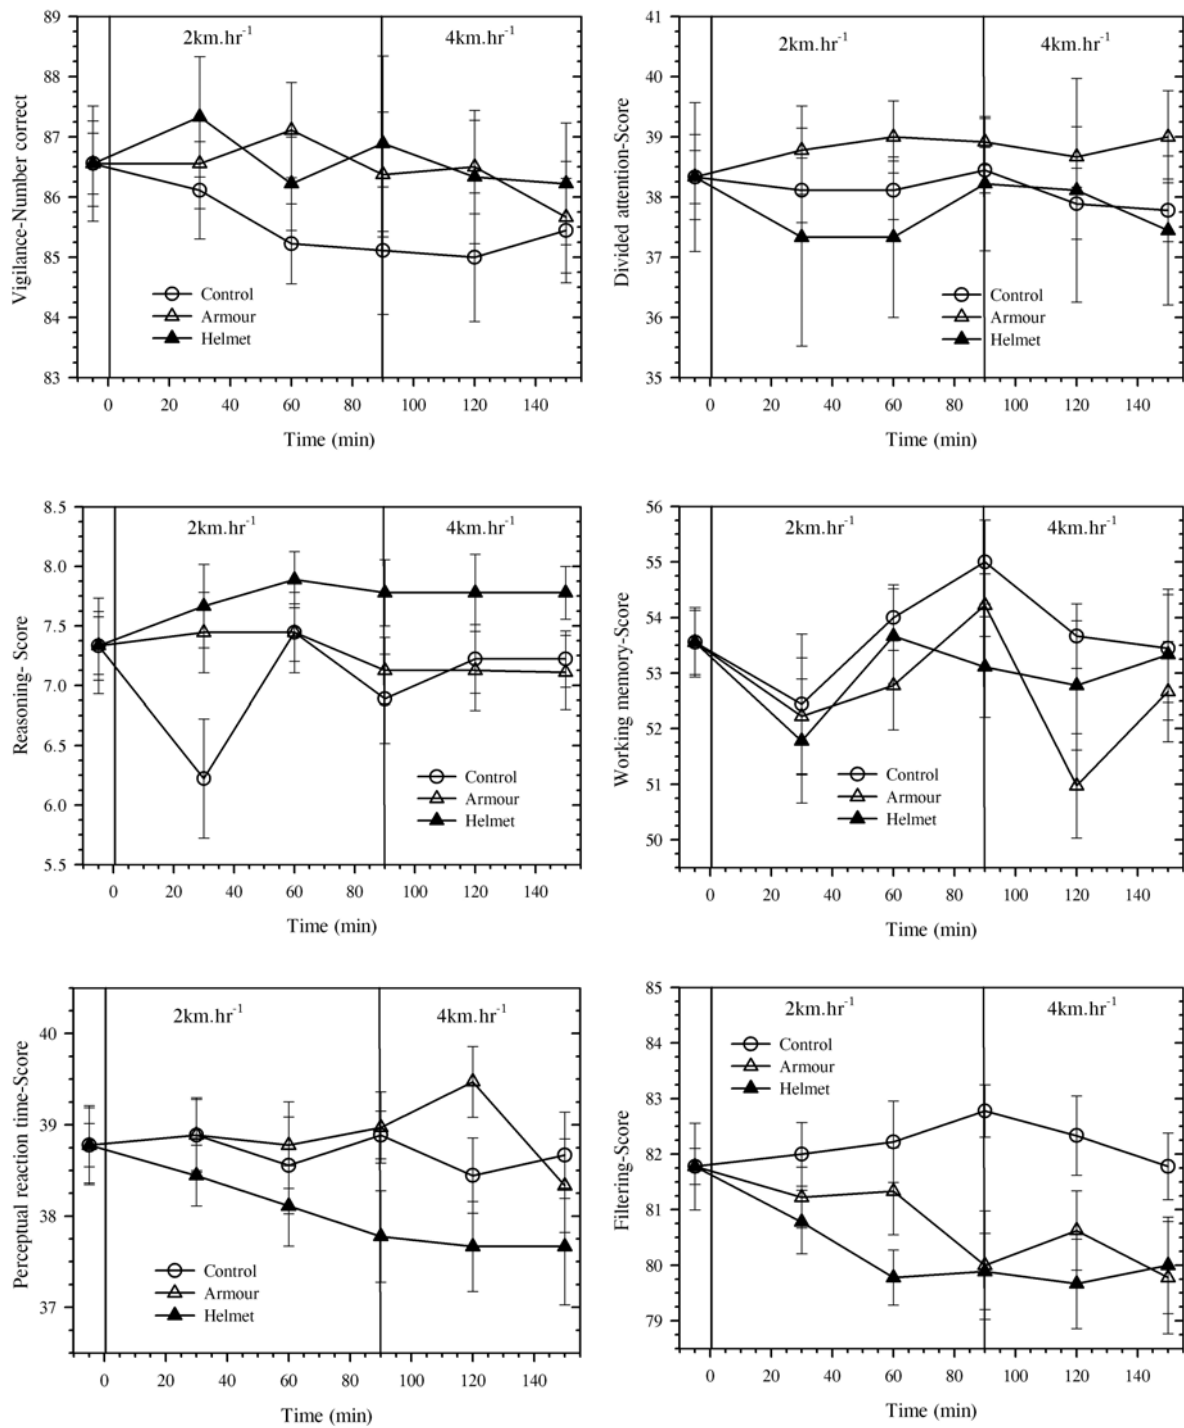 89
88
87
86
85
84
83
2km.hr-1
4km.hr-1
Control
Armour
Helmet
Vigilance-Number correct
0 20 40 60 80 100 120 140
Time (min)
41
40
39
38
37
36
35
2km.hr-1
4km.hr-1
Control
Armour
Helmet
Divided attention-Score
0 20 40 60 80 100 120 140
Time (min)
8.5
8.0
7.5
7.0
6.5
6.0
5.5
2km.hr-1
4km.hr-1
Control
Armour
Helmet
Reasoning- Score
0 20 40 60 80 100 120 140
Time (min)
56
55
54
53
52
51
50
2km.hr-1
4km.hr-1
Control
Armour
Helmet
Working memory-Score
0 20 40 60 80 100 120 140
Time (min)
40
39
38
37
2km.hr-1
4km.hr-1
Control
Armour
Helmet
Perceptual reaction time-Score
0 20 40 60 80 100 120 140
Time (min)
85
84
83
82
81
80
79
2km.hr-1
4km.hr-1
Control
Armour
Helmet
Filtering-Score
0 20 40 60 80 100 120 140
Time (min)